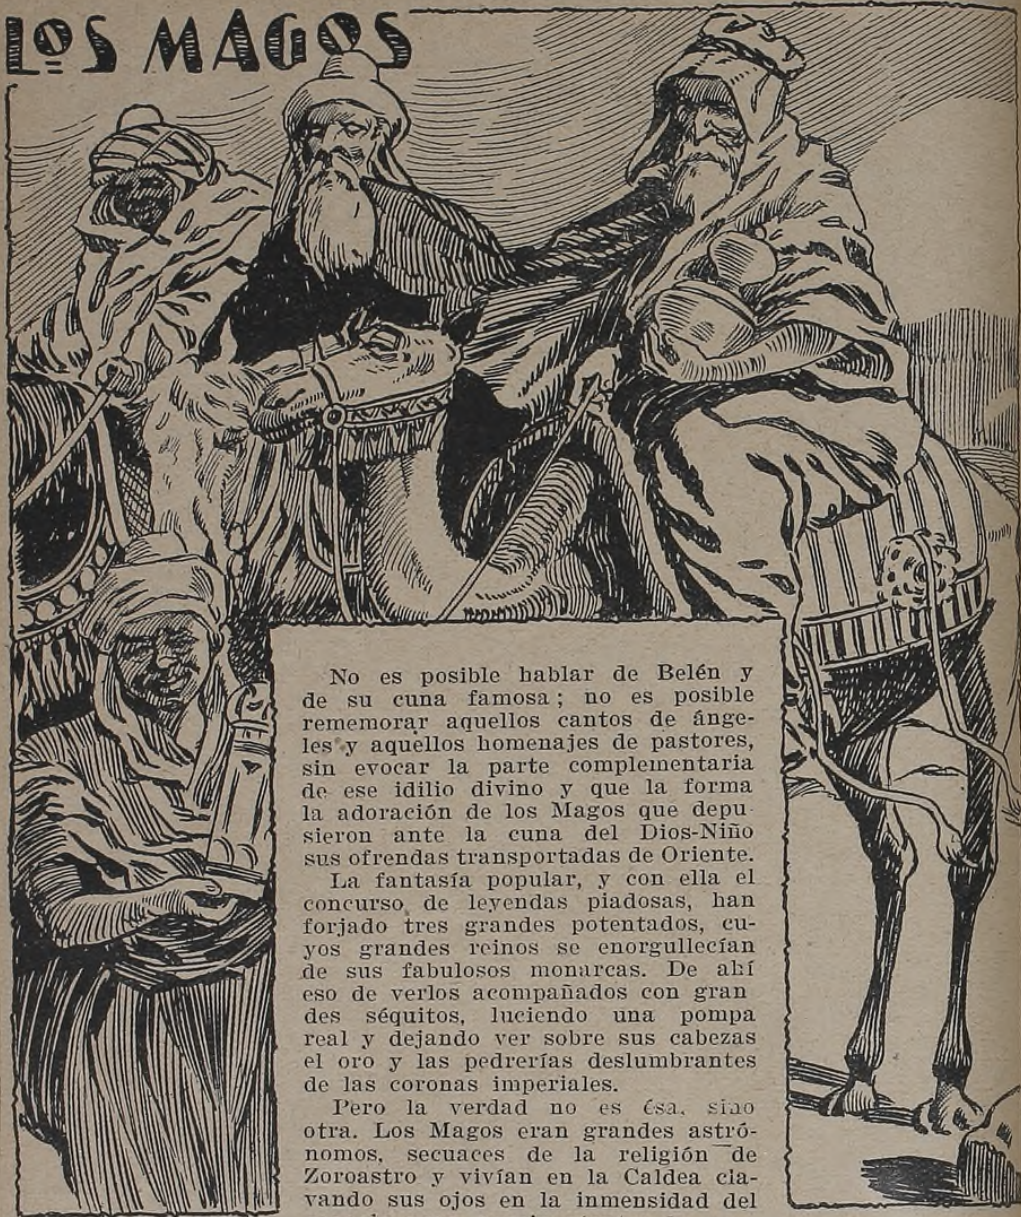 LOS MAGOS
No es posible hablar de Belén y
de su cuna famosa; no es posible
rememorar aquellos cantos de ánge-
les y aquellos homenajes de pastores,
sin evocar la parte complementaria
de ese idilio divino y que la forma
la adoración de los Magos que depu-
sieron ante la cuna del Dios-Niño
sus ofrendas transportadas de Oriente.
La fantasía popular, y con ella el
concurso de leyendas piadosas, han
forjado tres grandes potentados, cu-
yos grandes reinos se enorgullecían
de sus fabulosos monarcas. De ahí
eso de verlos acompañados con gran
des séquitos, luciendo una pompa
real y dejando ver sobre sus cabezas
el oro y las pedrerías deslumbrantes
de las coronas imperiales.
Pero la verdad no es ésa, sino
otra. Los Magos eran grandes astró-
nomos, secuaces de la religión de
Zoroastro y vivían en la Caldea cla-
vando sus ojos en la inmensidad del